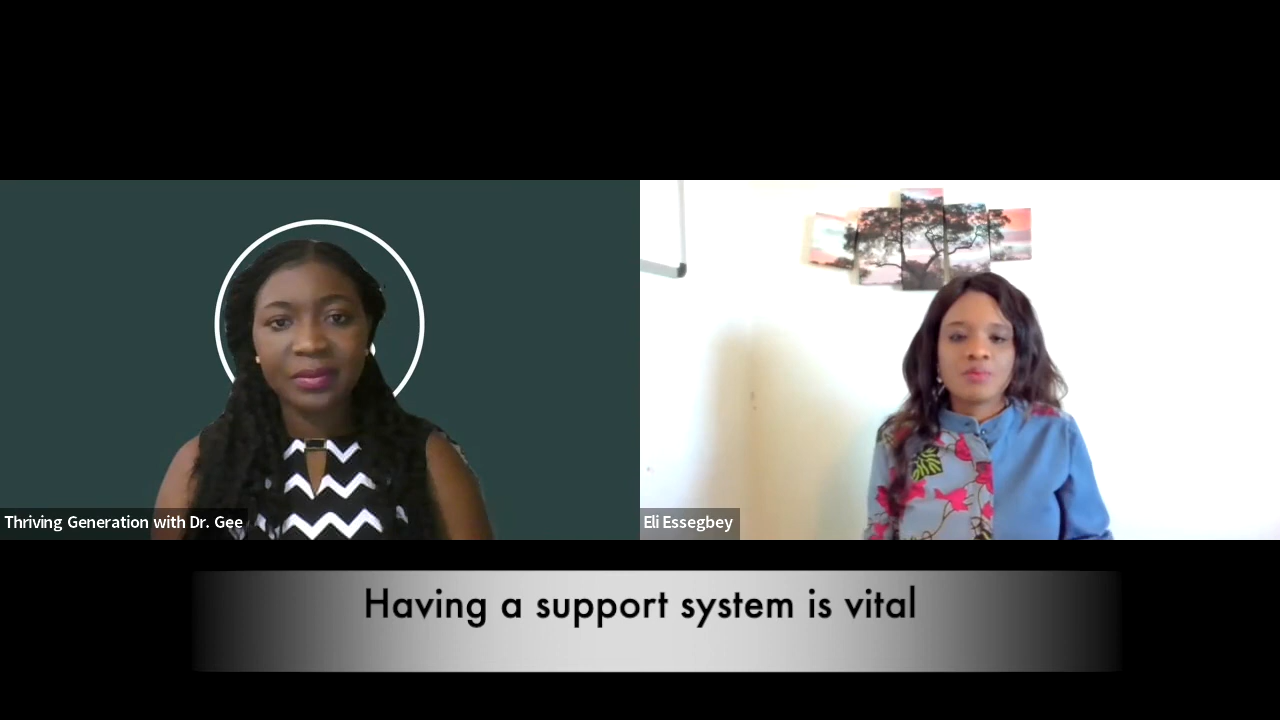 Thriving Generation with Dr. Gee
Eli Essegbey
Having a support system is vital